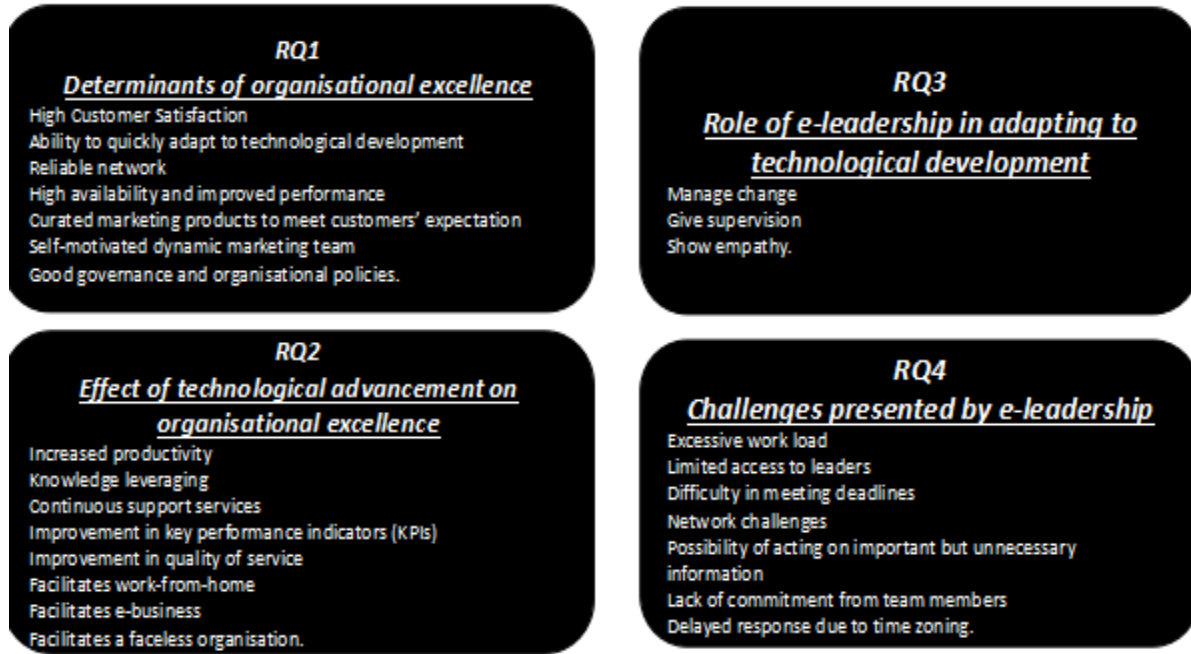 RQ1
Determinants of organisational excellence
High Customer Satisfaction
Ability to quickly adapt to technological development
Reliable network
High availability and improved performance
Curated marketing products to meet customers’ expectation
Self-motivated dynamic marketing team
Good governance and organisational policies.
RQ2
Effect of technological advancement on
organisational excellence
Increased productivity
Knowledge leveraging
Continuous support services
Improvement in key performance indicators (KPIs)
Improvement in quality of service
Facilitates work-from-home
Facilitates e-business
Facilitates a faceless organisation.
RQ3
Role of e-leadership in adapting to
technological development
Manage change
Give supervision
Show empathy.
RQ4
Challenges presented by e-leadership
Excessive work load
Limited access to leaders
Difficulty in meeting deadlines
Network challenges
Possibility of acting on important but unnecessary
information
Lack of commitment from team members
Delayed response due to time zoning.